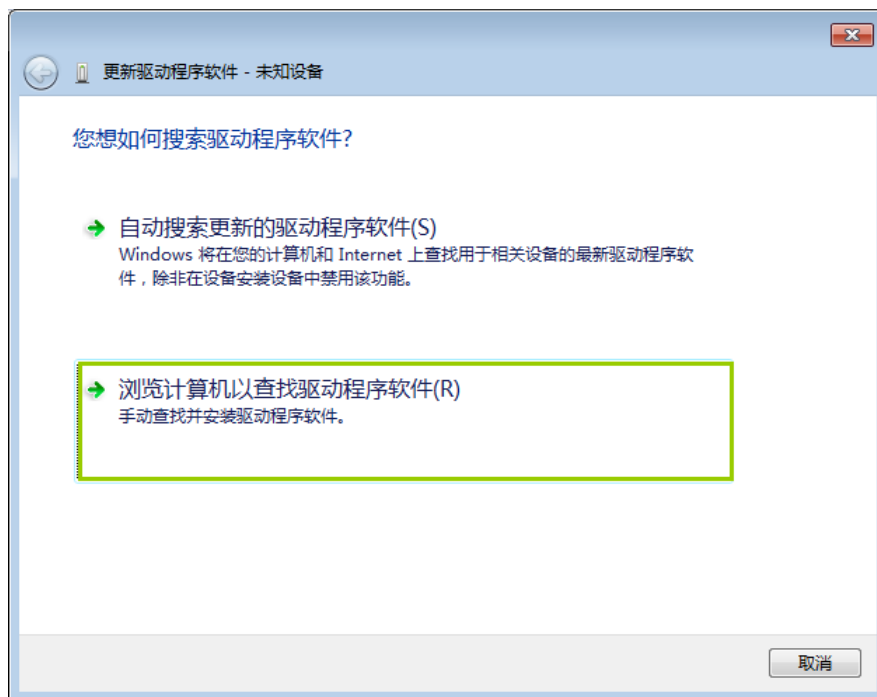 更新驱动程序软件 - 未知设备
您想如何搜索驱动程序软件?
自动搜索更新的驱动程序软件(S)
Windows 将在您的计算机和 Internet 上查找用于相关设备的最新驱动程序软
件，除非在设备安装设备中禁用该功能。
浏览计算机以查找驱动程序软件(R)
手动查找并安装驱动程序软件。
取消